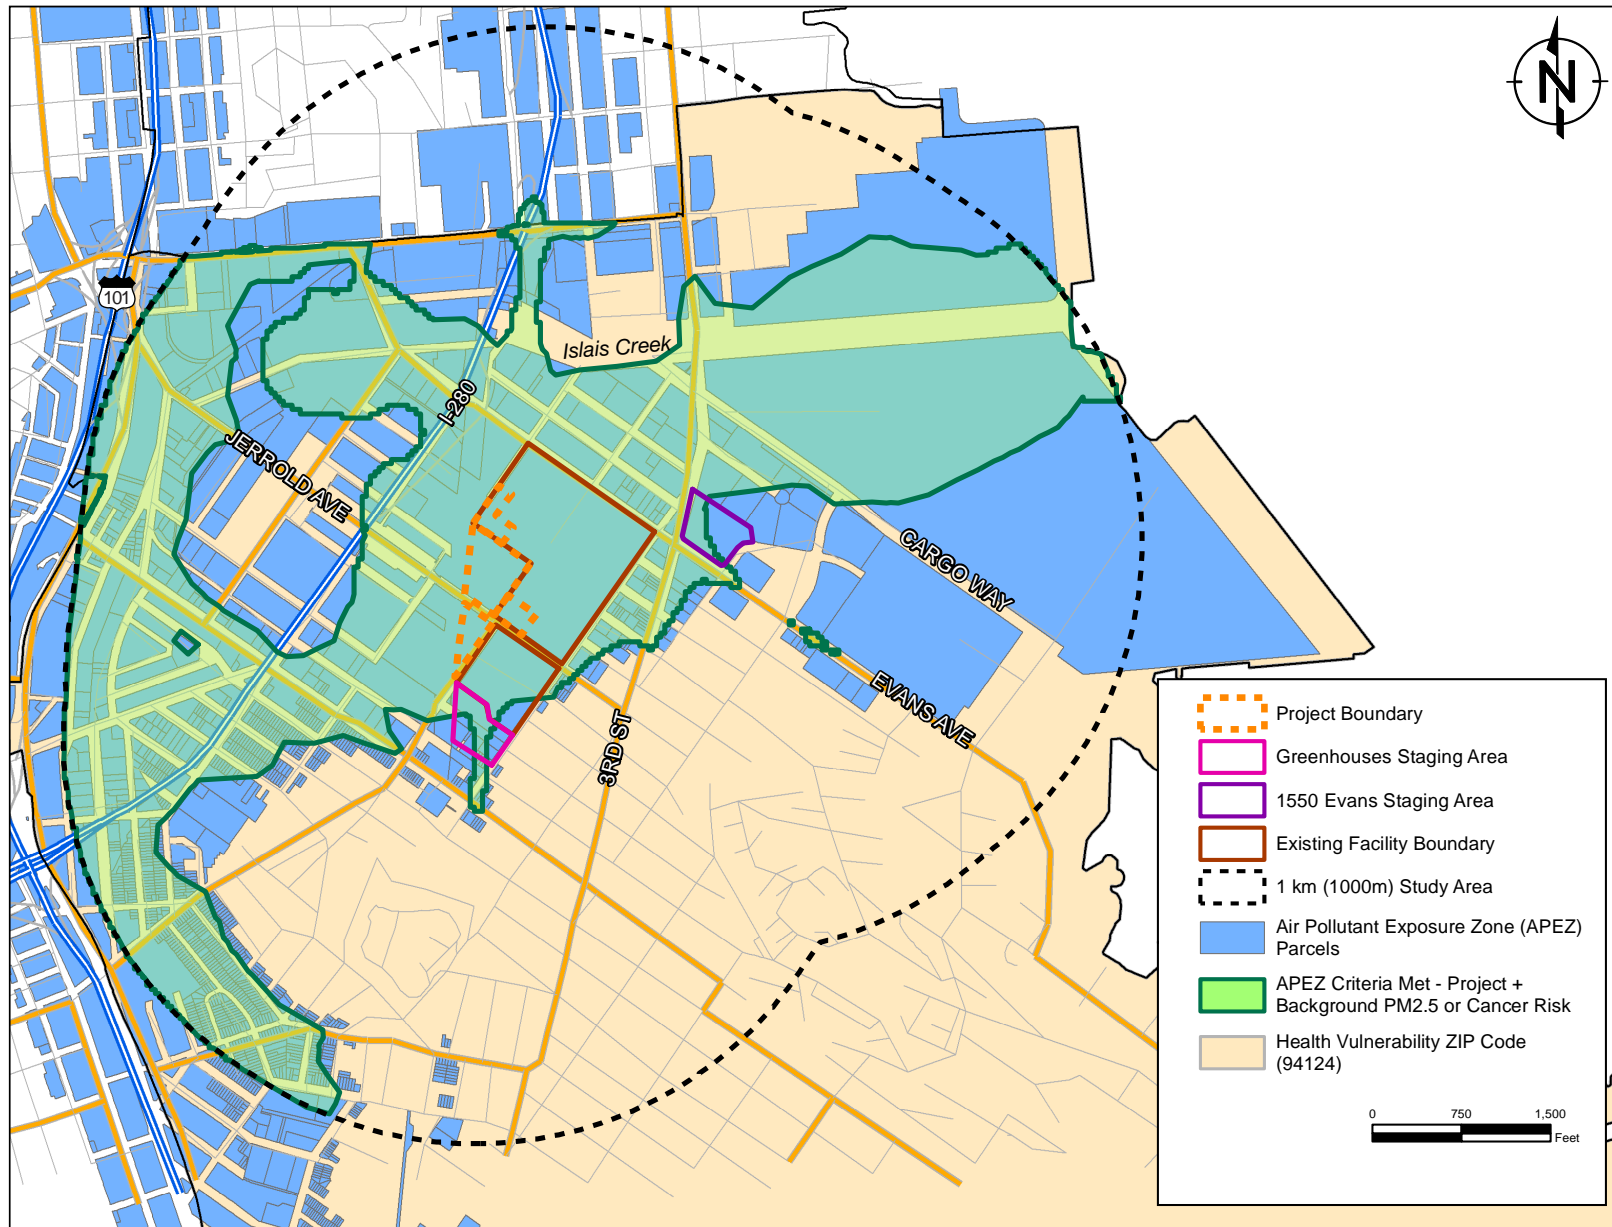 N
101
Islais Creek
I-280
JERROLD AVE
CARGO WAY
EVANS AVE
3RD ST
Project Boundary
Greenhouses Staging Area
1550 Evans Staging Area
Existing Facility Boundary
1 km (1000m) Study Area
Air Pollutant Exposure Zone (APEZ)
Parcels
APEZ Criteria Met - Project +
Background PM2.5 or Cancer Risk
Health Vulnerability ZIP Code
(94124)
0 750 1,500
Feet